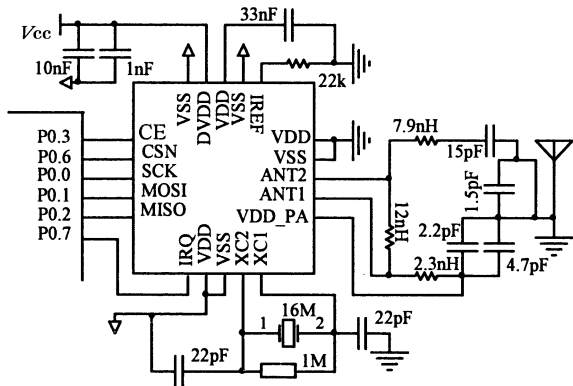 33nF
Vcc
10nF
1nF
22k
VSS
DVDD
VDD
VSS
IREF
P0.3
P0.6
P0.0
P0.1
P0.2
P0.7
CE
CSN
SCK
MOSI
MISO
VDD
VSS
ANT2
ANT1
VDD_PA
IRQ
VDD
VSS
XC2
XC1
7.9nH
15pF
1.5pF
12nH
2.2pF
2.3nH
4.7pF
16M
1
2
22pF
22pF
1M